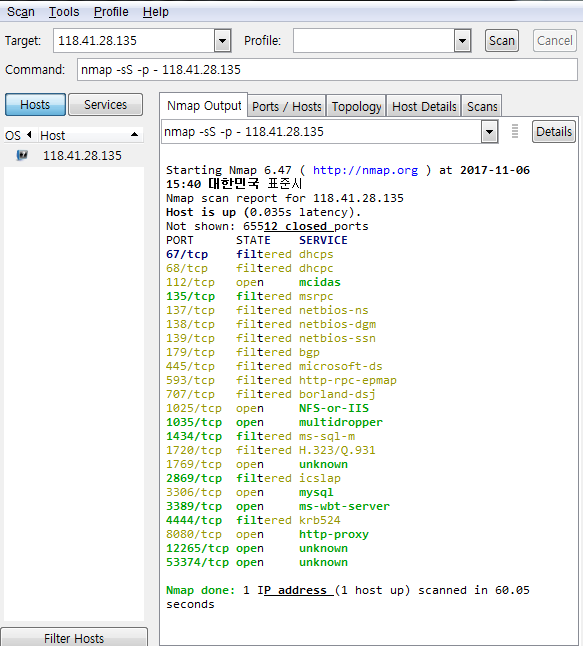 Scan Tools Profile Help
Target: 118.41.28.135 Profile: Scan Cancel
Command: nmap -sS -p - 118.41.28.135
Hosts Services
OS Host
118.41.28.135
Filter Hosts
Nmap Output Ports / Hosts Topology Host Details Scans
nmap -sS -p - 118.41.28.135 Details
Starting Nmap 6.47 ( http://nmap.org ) at 2017-11-06
15:40 대한민국 표준시
Nmap scan report for 118.41.28.135
Host is up (0.035s latency).
Not shown: 65512 closed ports
PORT STATE SERVICE
67/tcp filtered dhcps
68/tcp filtered dhcpc
112/tcp open mcidas
135/tcp filtered msrpc
137/tcp filtered netbios-ns
138/tcp filtered netbios-dgm
139/tcp filtered netbios-ssn
179/tcp filtered bgp
445/tcp filtered microsoft-ds
593/tcp filtered http-rpc-epmap
707/tcp filtered borland-dsj
1025/tcp open NFS-or-IIS
1035/tcp open multidropper
1434/tcp filtered ms-sql-m
1720/tcp filtered H.323/Q.931
1769/tcp open unknown
2869/tcp filtered icslap
3306/tcp open mysql
3389/tcp open ms-wbt-server
4444/tcp filtered krb524
8080/tcp open http-proxy
12265/tcp open unknown
53374/tcp open unknown
Nmap done: 1 IP address (1 host up) scanned in 60.05
seconds